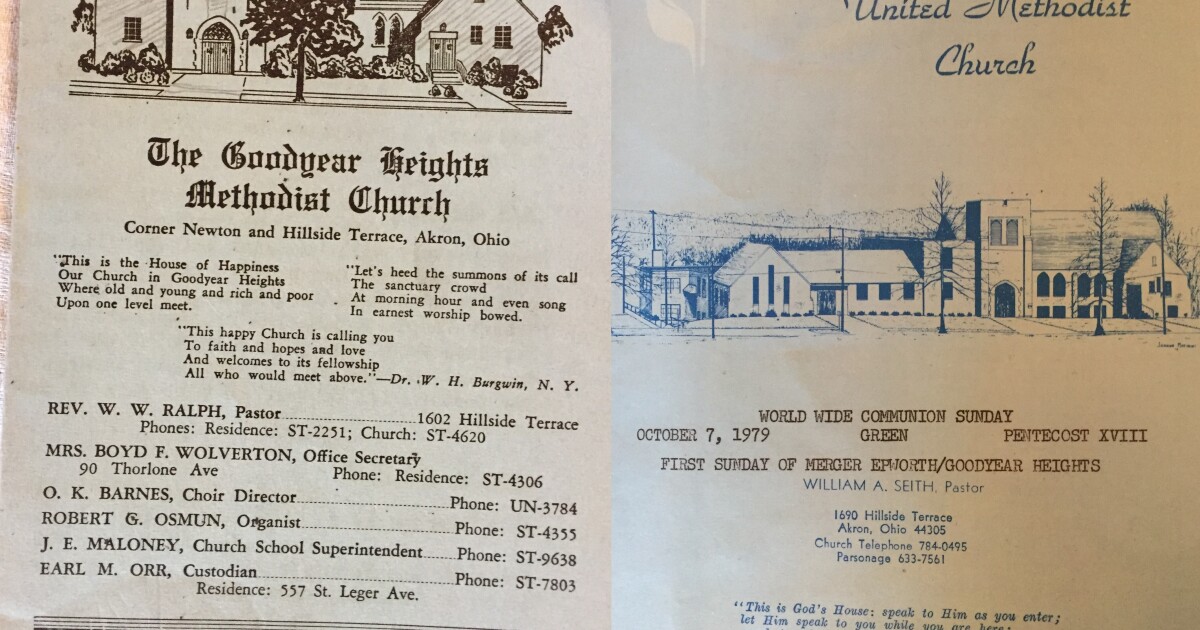 The Goodyear Heights
Methodist Church
Corner Newton and Hillside Terrace, Akron, Ohio
"This is the House of Happiness
Our Church in Goodyear Heights
Where old and young and rich and poor
Upon one level meet.
"Let's heed the summons of its call
The sanctuary crowd
At morning hour and even song
In earnest worship bowed.
"This happy Church is calling you
To faith and hopes and love
And welcomes to its fellowship
All who would meet above."—Dr. W. H. Burgwin, N. Y.
REV. W. W. RALPH, Pastor 1602 Hillside Terrace
Phones: Residence: ST-2251; Church: ST-4620
MRS. BOYD F. WOLVERTON, Office Secretary
90 Thorlone Ave Phone: Residence: ST-4306
O. K. BARNES, Choir Director Phone: UN-3784
ROBERT G. OSMUN, Organist Phone: ST-4355
J. E. MALONEY, Church School Superintendent Phone: ST-9638
EARL M. ORR, Custodian Phone: ST-7803
Residence: 557 St. Leger Ave.
United Methodist
Church
WORLD WIDE COMMUNION SUNDAY
OCTOBER 7, 1979 GREEN PENTECOST XVIII
FIRST SUNDAY OF MERGER EPWORTH/GOODYEAR HEIGHTS
WILLIAM A. SEITH, Pastor
1690 Hillside Terrace
Akron, Ohio 44305
Church Telephone 784-0495
Parsonage 633-7561
"This is God's House: speak to Him as you enter;
let Him speak to you while you are here;